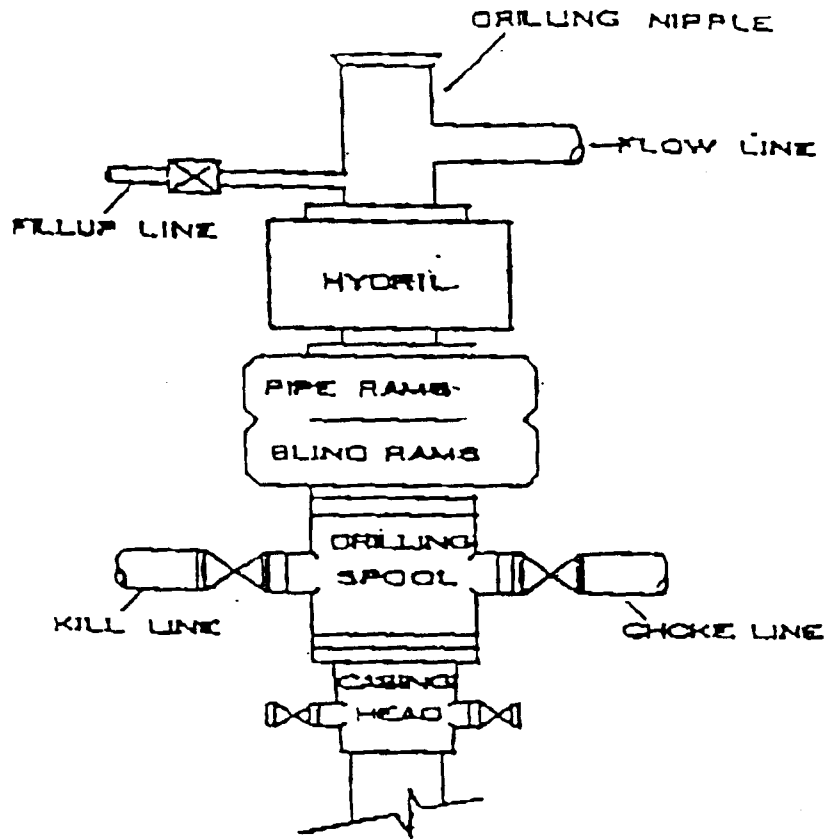 DRILLING NIPPLE
FLOW LINE
FILLUP LINE
HYDRIL
PIPE RAMS
BLIND RAMS
DRILLING
SPOOL
KILL LINE
CHOKE LINE
CASING
HEAD